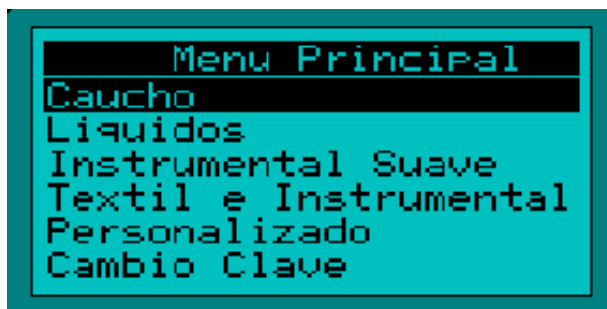 Menu Principal
Caucho
Liquidos
Instrumental Suave
Textil e Instrumental
Personalizado
Cambio Clave